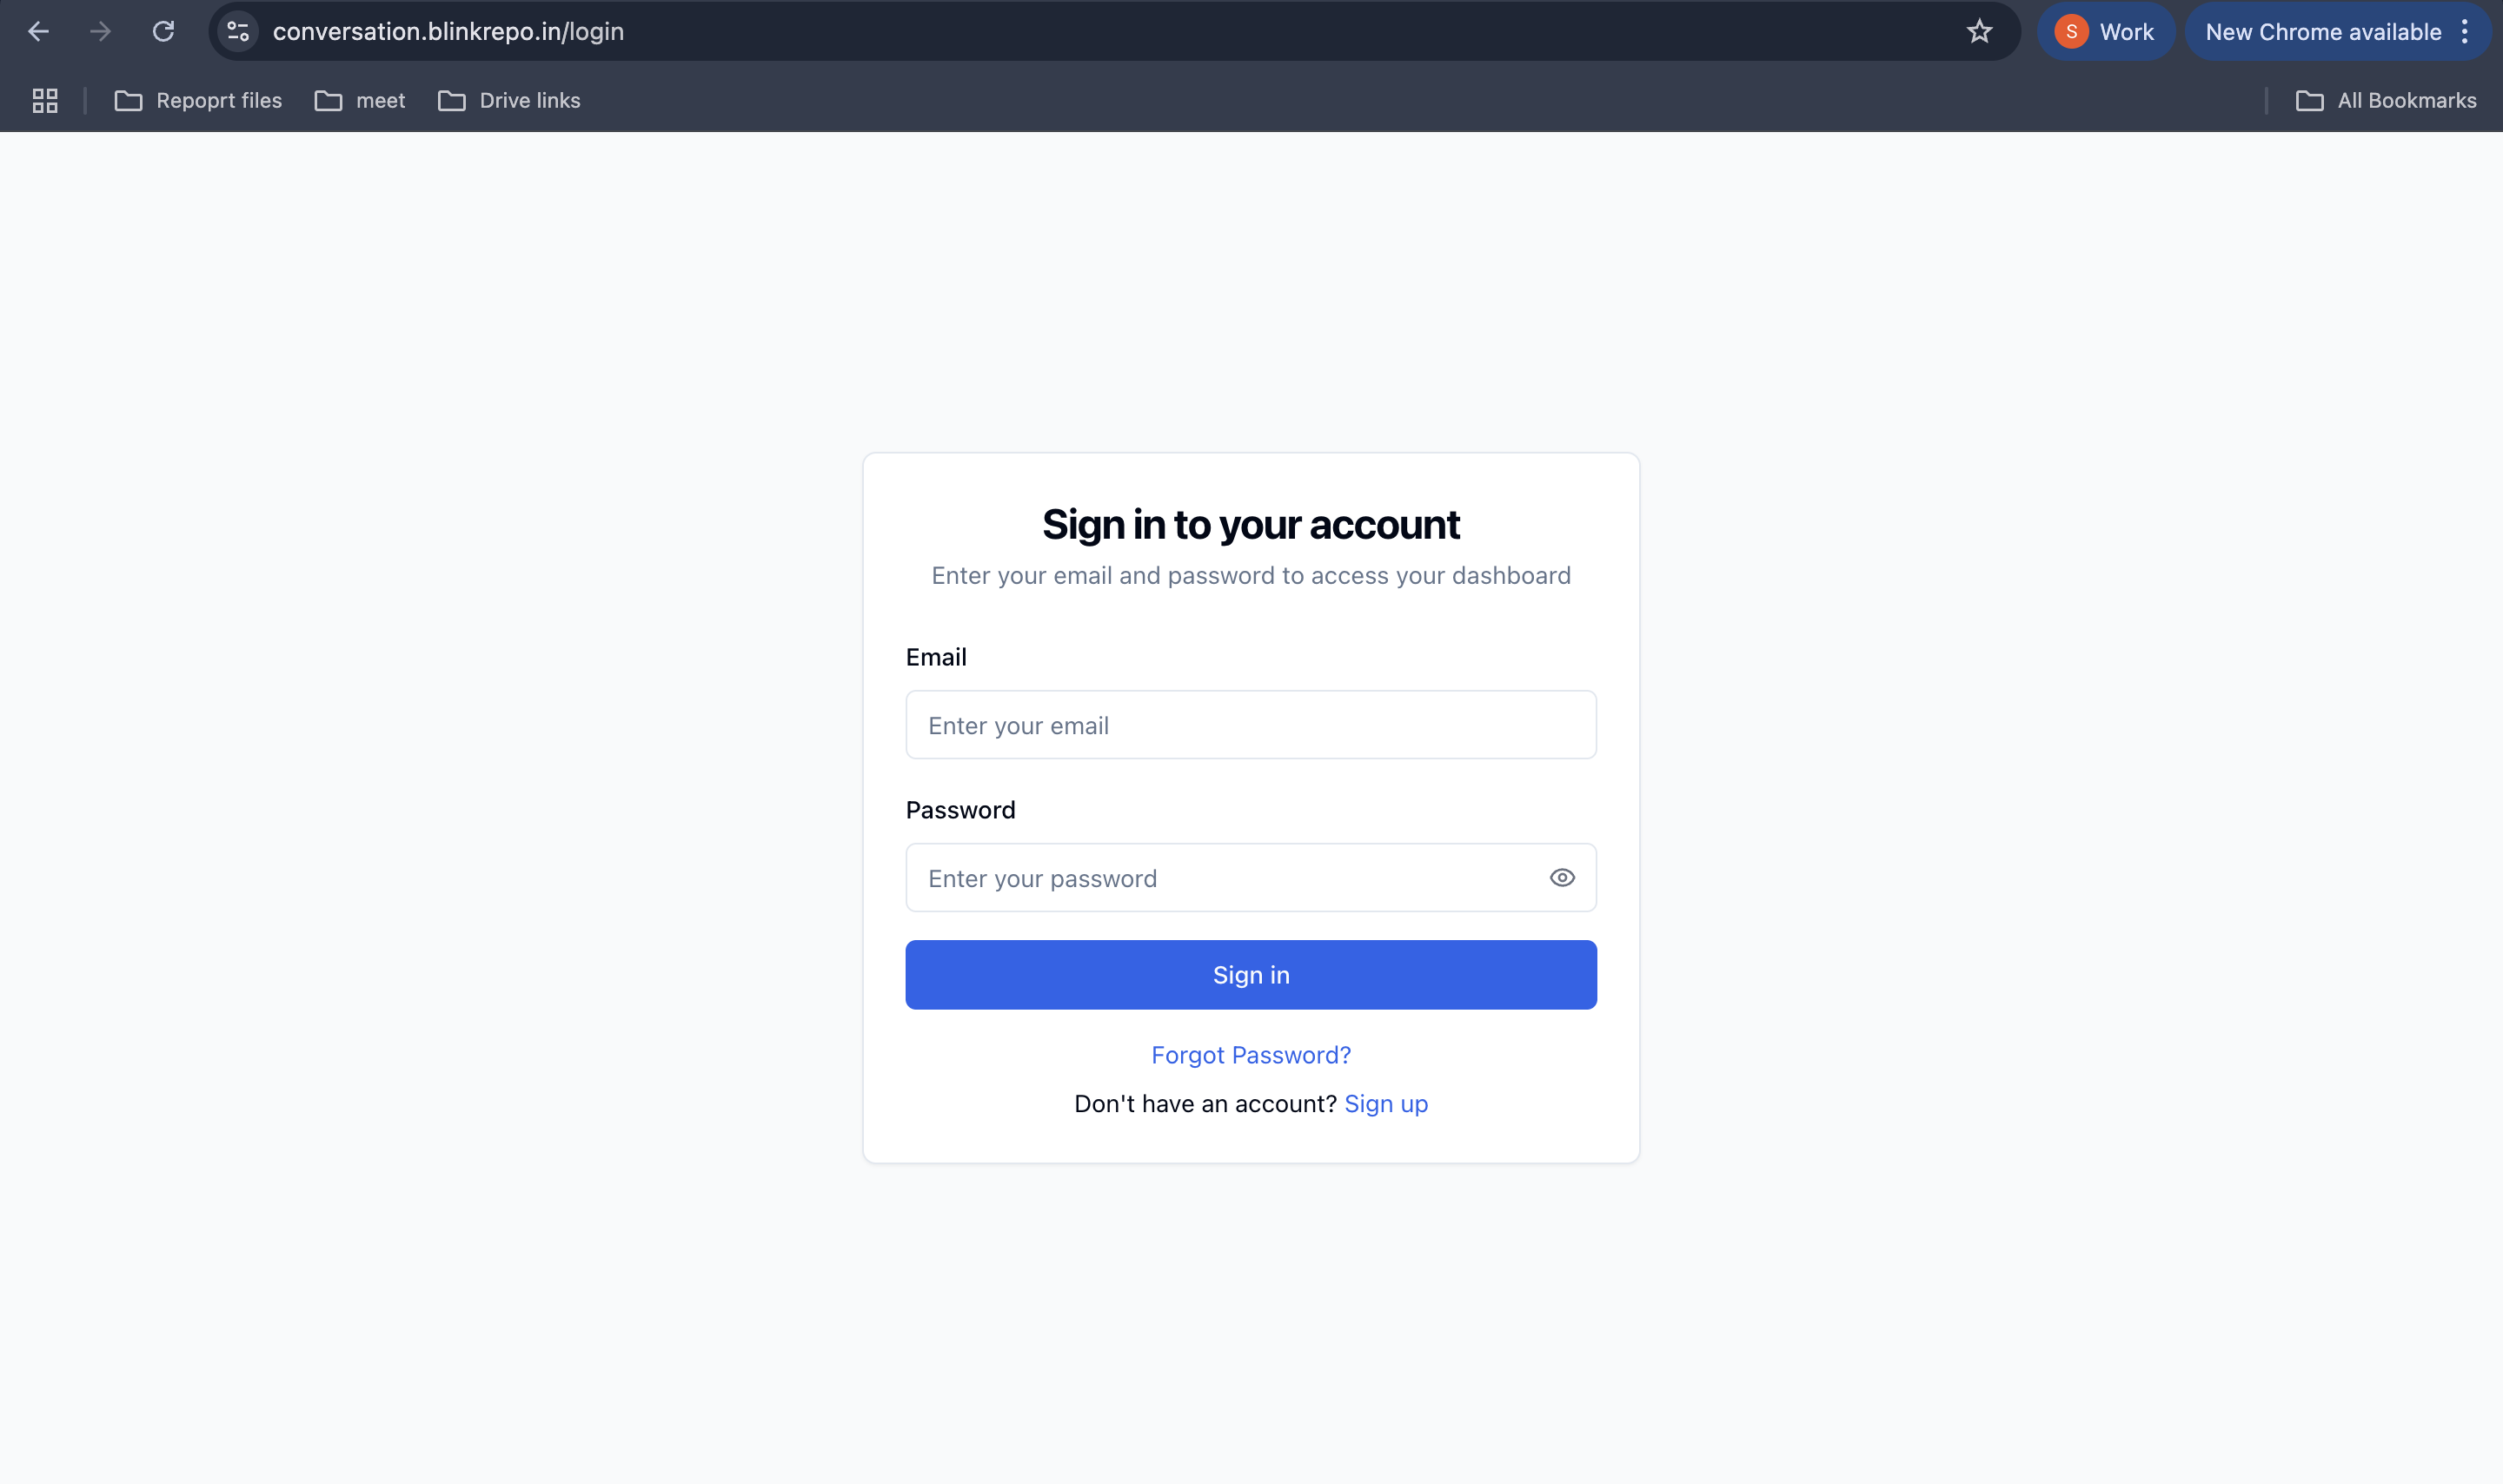 conversation.blinkrepo.in/login
S Work
New Chrome available
Repoprt files
meet
Drive links
All Bookmarks
Sign in to your account
Enter your email and password to access your dashboard
Email
Enter your email
Password
Enter your password
Sign in
Forgot Password?
Don't have an account? Sign up